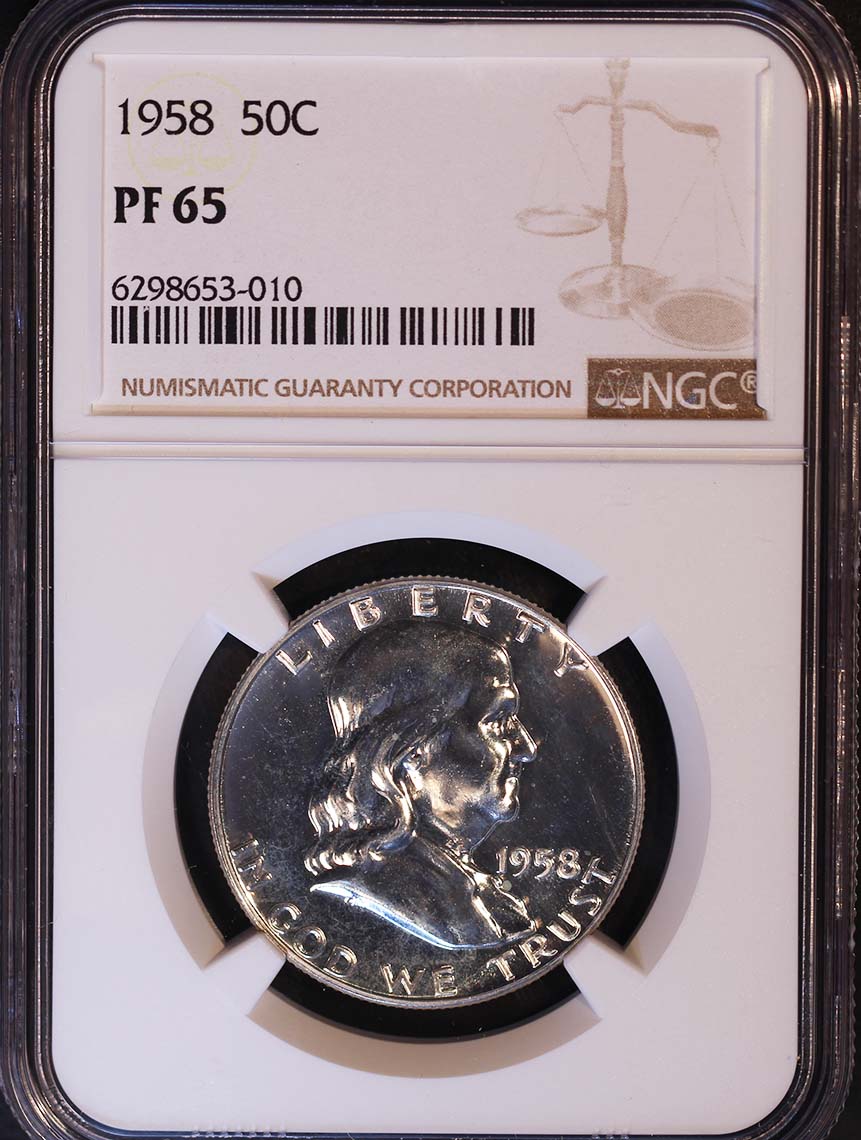 1958 50C
PF 65
6298653-010
NUMISMATIC GUARANTY CORPORATION
NGC®
LIBERTY
1958
IN GOD WE TRUST